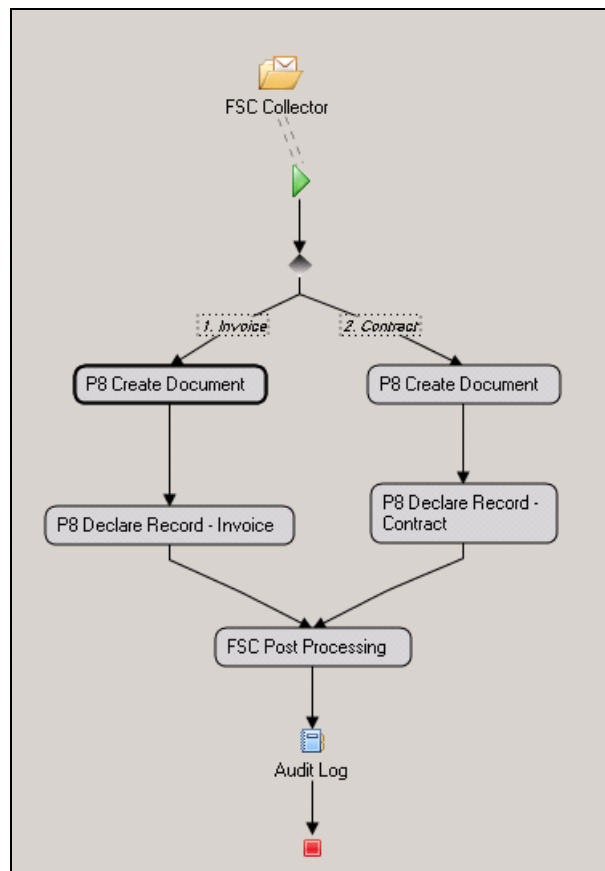 FSC Collector
1. Invoice
2. Contract
P8 Create Document
P8 Create Document
P8 Declare Record - Invoice
P8 Declare Record -
Contract
FSC Post Processing
Audit Log